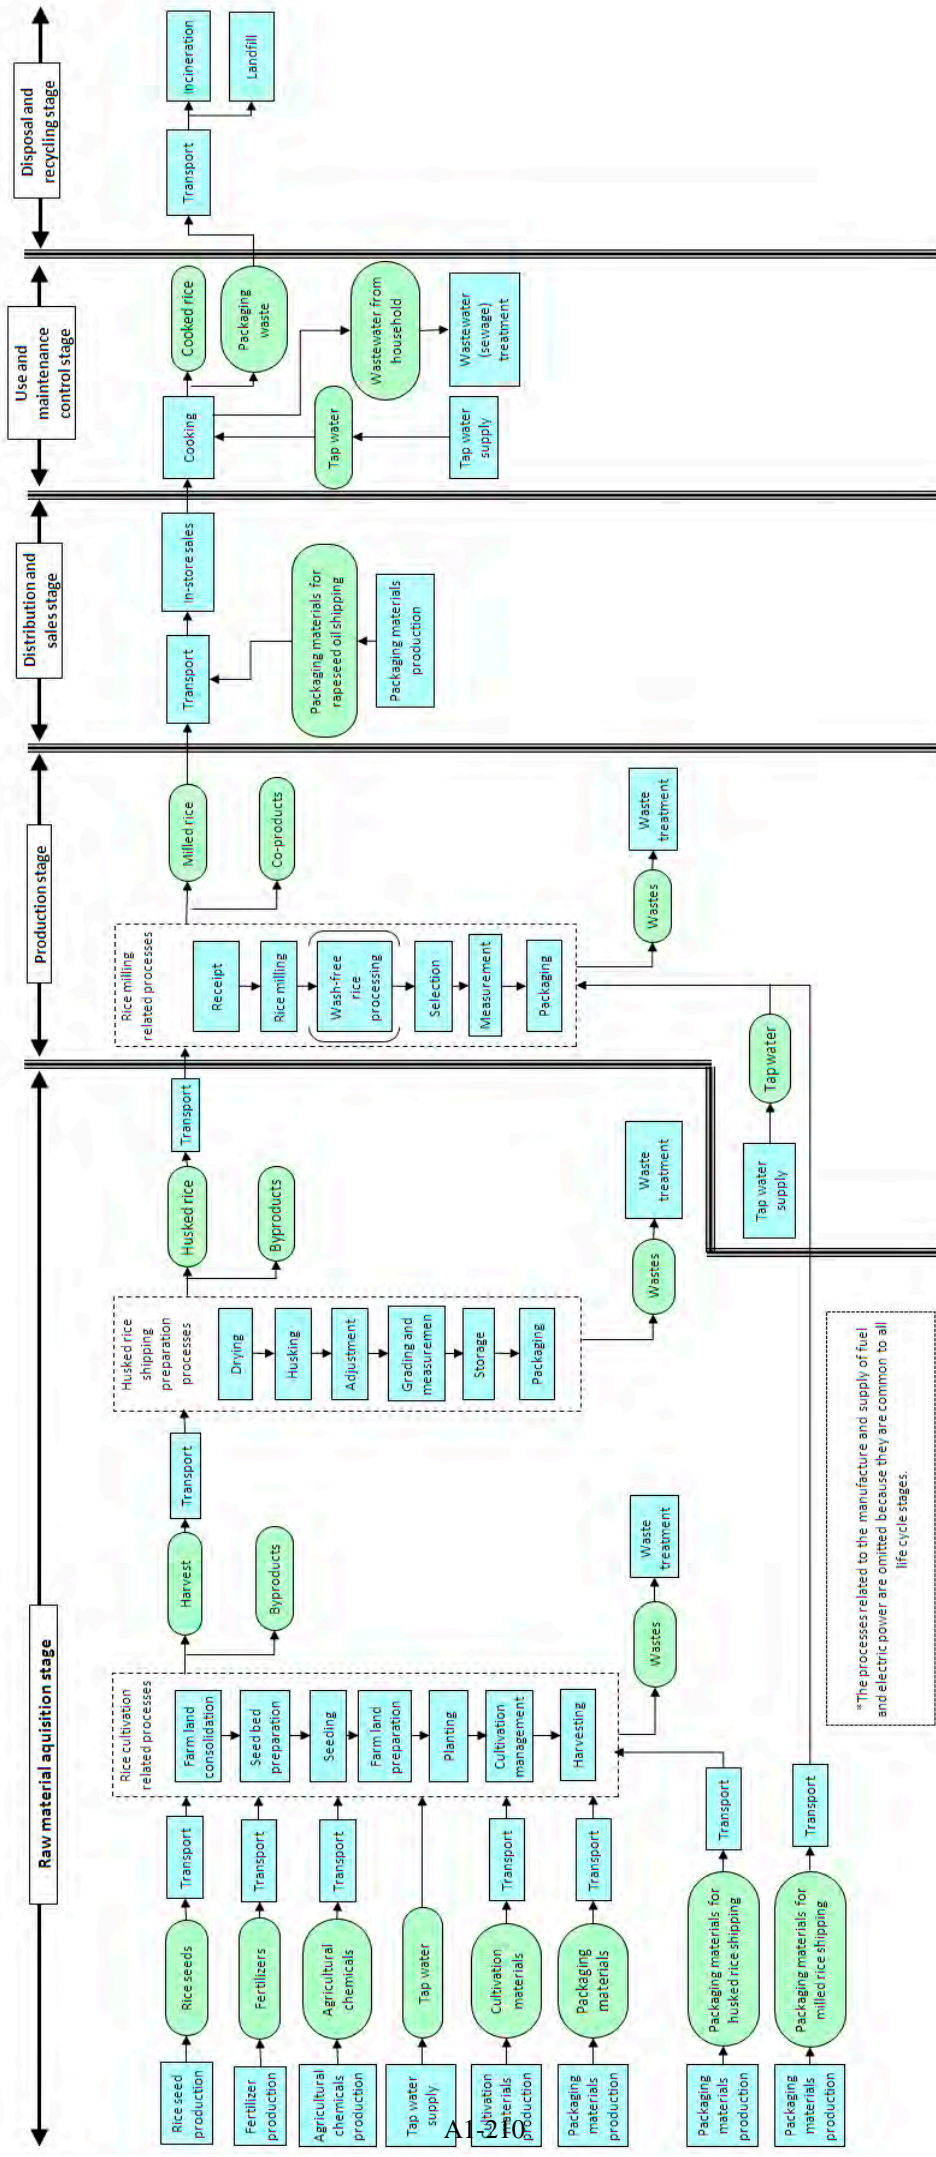 Raw material aquisition stage
Production stage
Distribution and
sales stage
Use and
maintenance
control stage
Disposal and
recycling stage
Rice seed
production
Rice seeds
Transport
Fertilizer
production
Fertilizers
Transport
Agricultural
chemicals
production
Agricultural
chemicals
Transport
Tap water
supply
Tap water
Cultivation
materials
production
Cultivation
materials
Transport
Packaging
materials
production
Packaging
materials
Transport
Packaging
materials
production
Packaging materials for
husked rice shipping
Transport
Packaging
materials
production
Packaging materials for
milled rice shipping
Transport
Rice cultivation
related processes
Farm land
consolidation
Seed bed
preparation
Seeding
Farm land
preparation
Planting
Cultivation
management
Harvesting
Harvest
Byproducts
Wastes
Waste
treatment
Transport
Husked rice
shipping
preparation
processes
Drying
Husking
Adjustment
Grading and
measuremen
Storage
Packaging
Husked rice
Byproducts
Wastes
Waste
treatment
Transport
Tap water
supply
Tap water
Rice milling
related processes
Receipt
Rice milling
Wash-free
rice
processing
Selection
Measurement
Packaging
Milled rice
Co-products
Wastes
Waste
treatment
Transport
Packaging materials for
rapeseed oil shipping
Packaging materials
production
In-store sales
Cooking
Tap water
Tap water
supply
Cooked rice
Packaging
waste
Wastewater from
household
Wastewater
(sewage)
treatment
Transport
Incineration
Landfill
*The processes related to the manufacture and supply of fuel
and electric power are omitted because they are common to all
life cycle stages.
A1-210